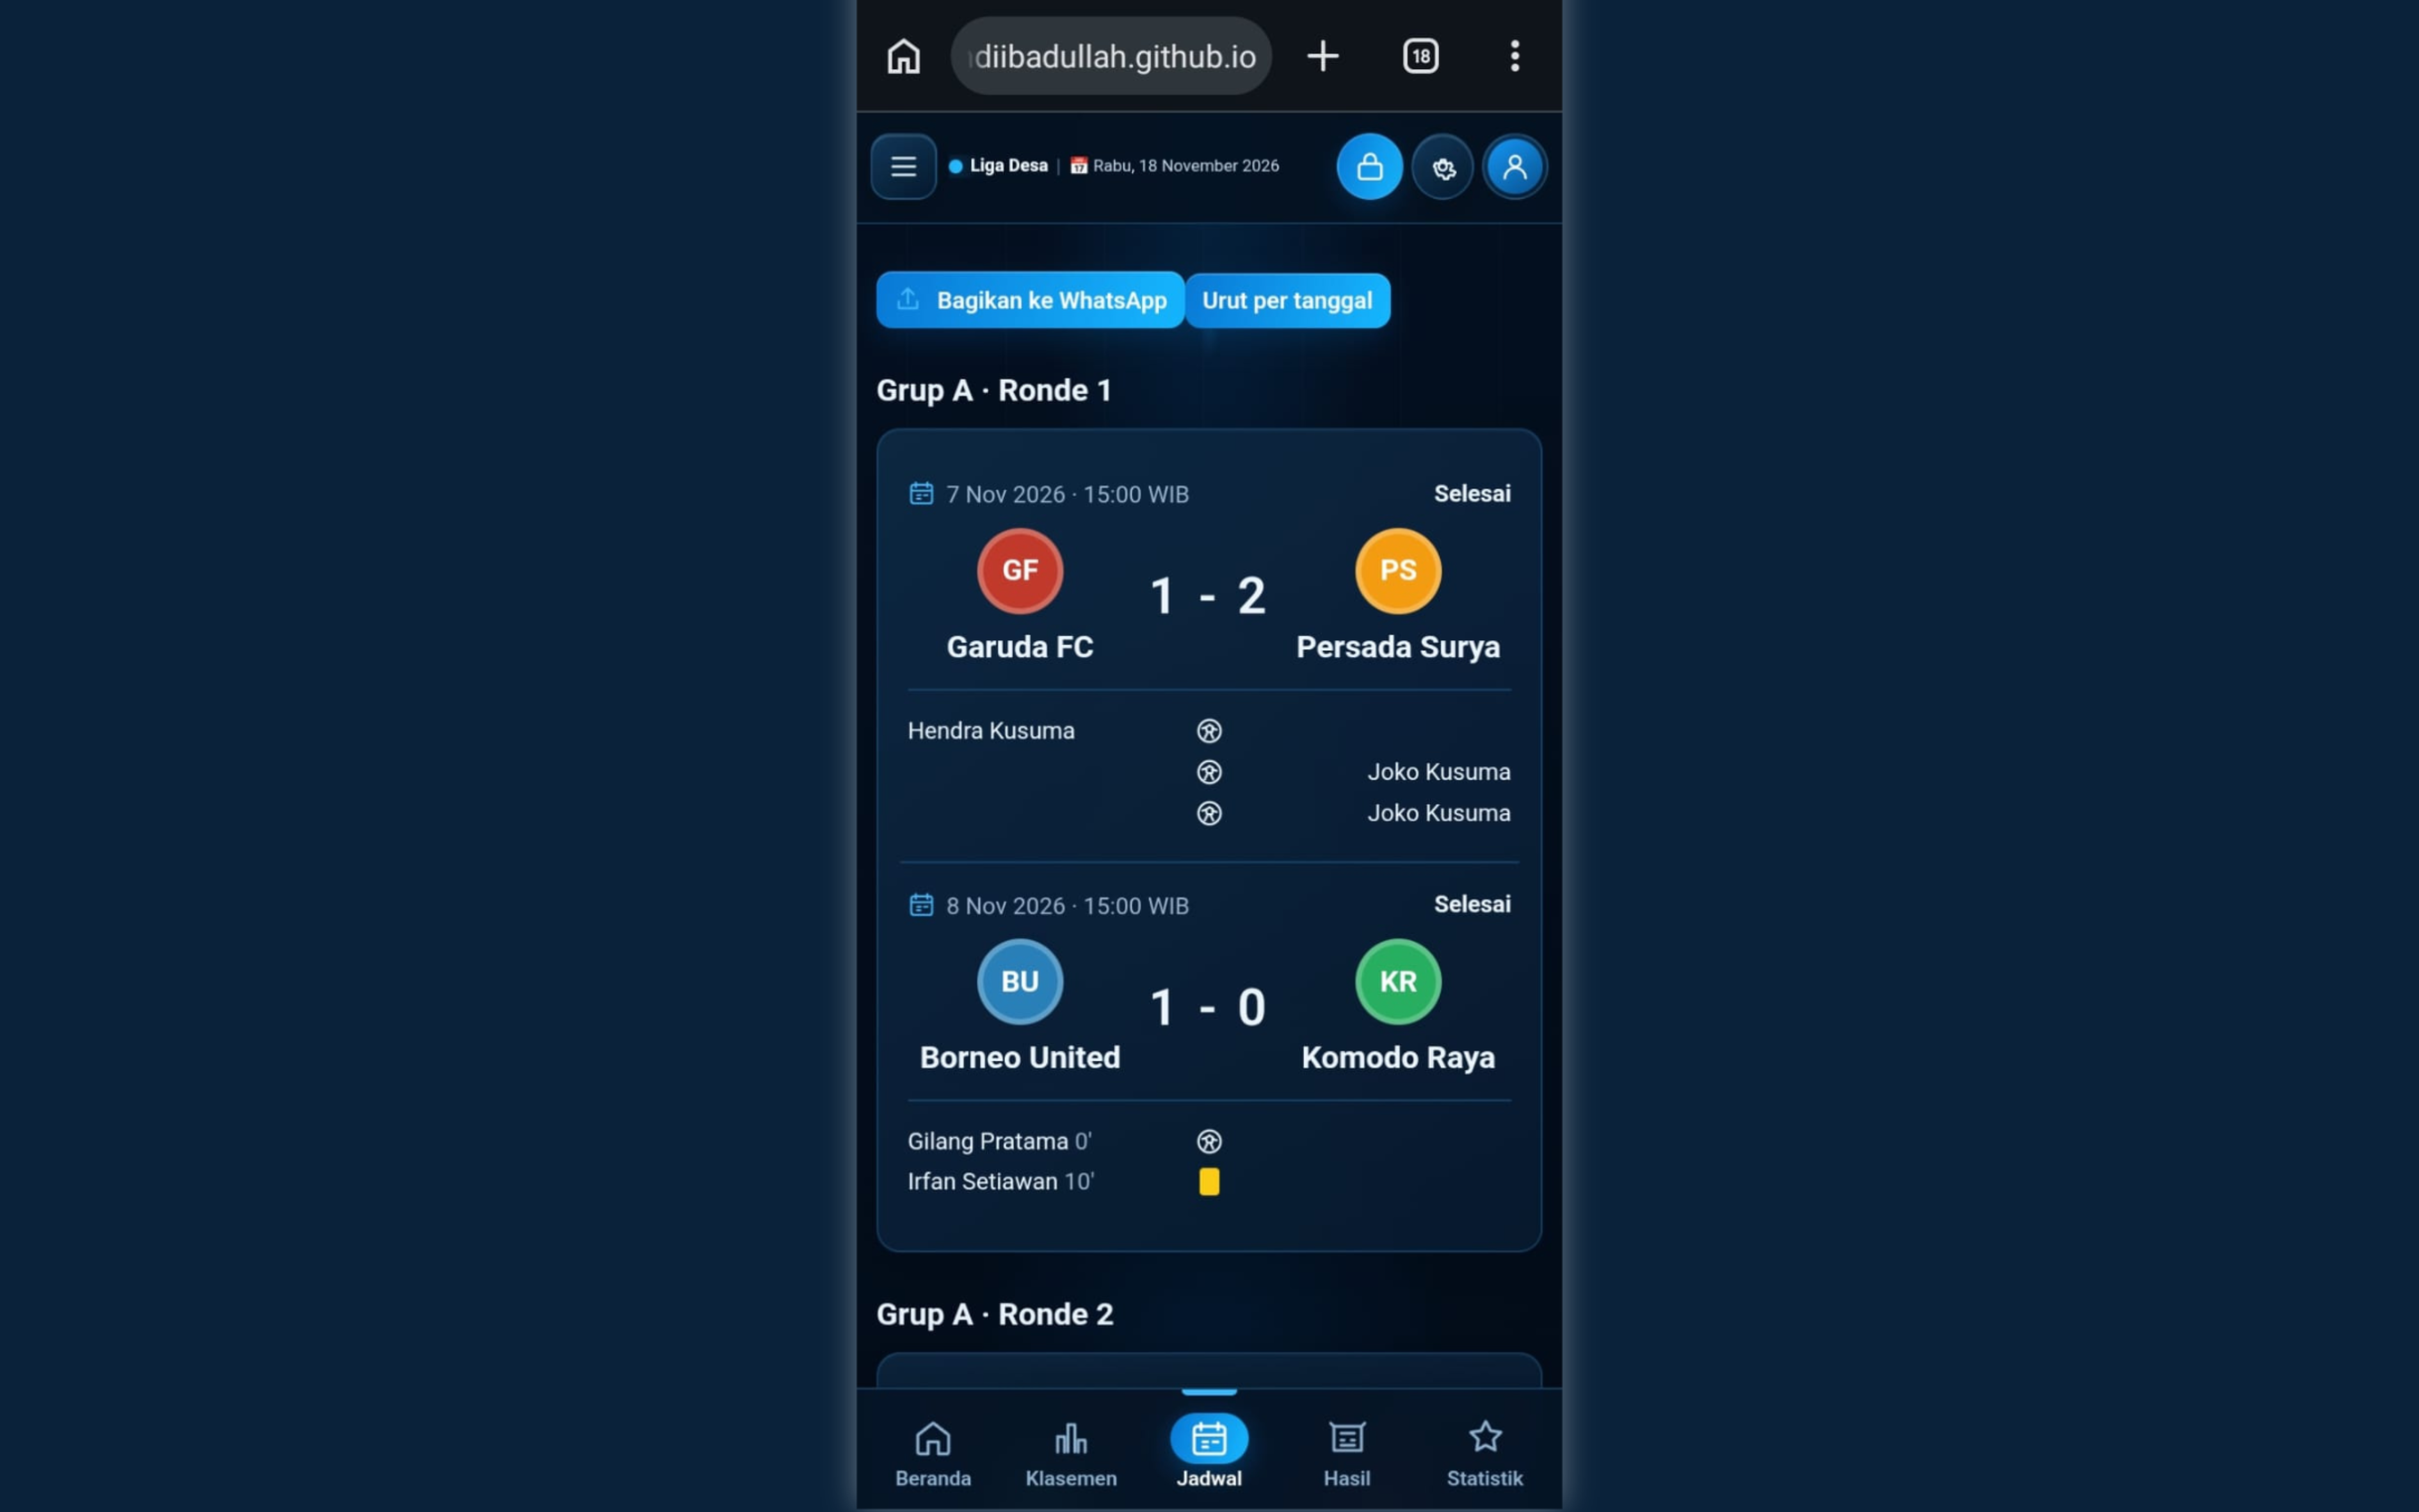 diibadullah.github.io
18
Liga Desa | 📅 Rabu, 18 November 2026
Bagikan ke WhatsApp
Urut per tanggal
Grup A · Ronde 1
7 Nov 2026 · 15:00 WIB
Selesai
GF
1 - 2
PS
Garuda FC
Persada Surya
Hendra Kusuma
Joko Kusuma
Joko Kusuma
8 Nov 2026 · 15:00 WIB
Selesai
BU
1 - 0
KR
Borneo United
Komodo Raya
Gilang Pratama 0'
Irfan Setiawan 10'
Grup A · Ronde 2
Beranda
Klasemen
Jadwal
Hasil
Statistik